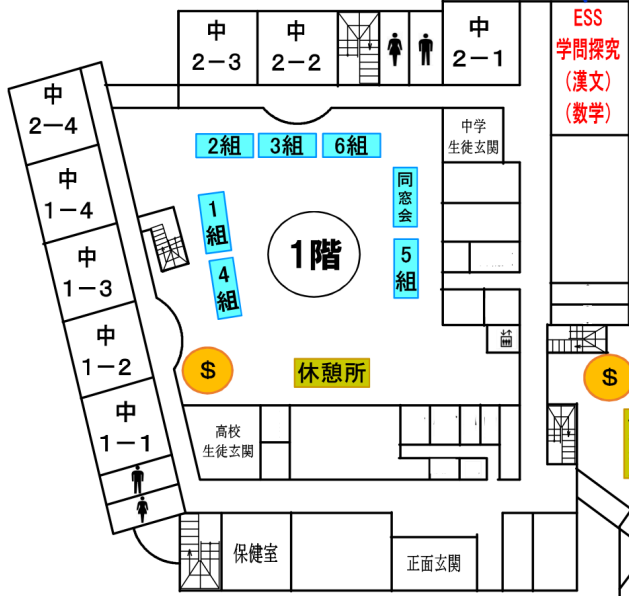 中
2－3
中
2－2
中
2－1
ESS
学問探究
（漢文）
（数学）
中
2－4
中学
生徒玄関
2組
3組
6組
同窓会
中
1－4
1組
1階
5組
4組
中
1－3
中
1－2
$
休憩所
$
中
1－1
高校
生徒玄関
保健室
正面玄関